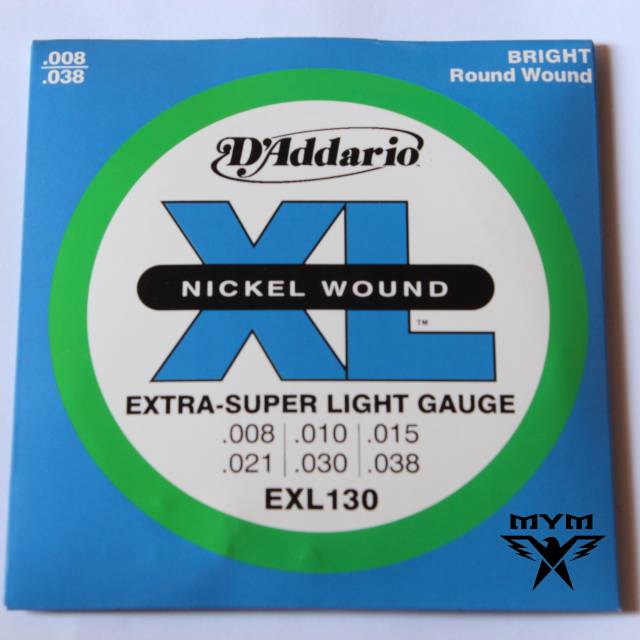 .008
.038
BRIGHT
Round Wound
D'Addario
XL
NICKEL WOUND
TM
EXTRA-SUPER LIGHT GAUGE
.008 .010 .015
.021 .030 .038
EXL130
MYM